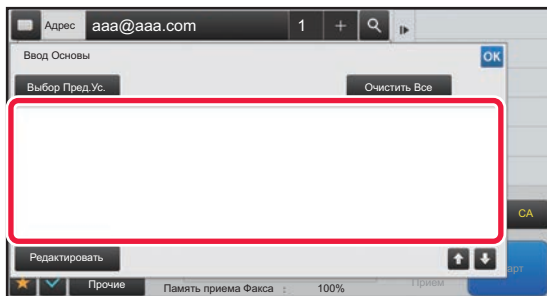 Адрес aaa@aaa.com 1 +
Ввод Основы OK
Выбор Пред.Ус. Очистить Все
CA
Редактировать
Прочие Память приема Факса : 100% Прием